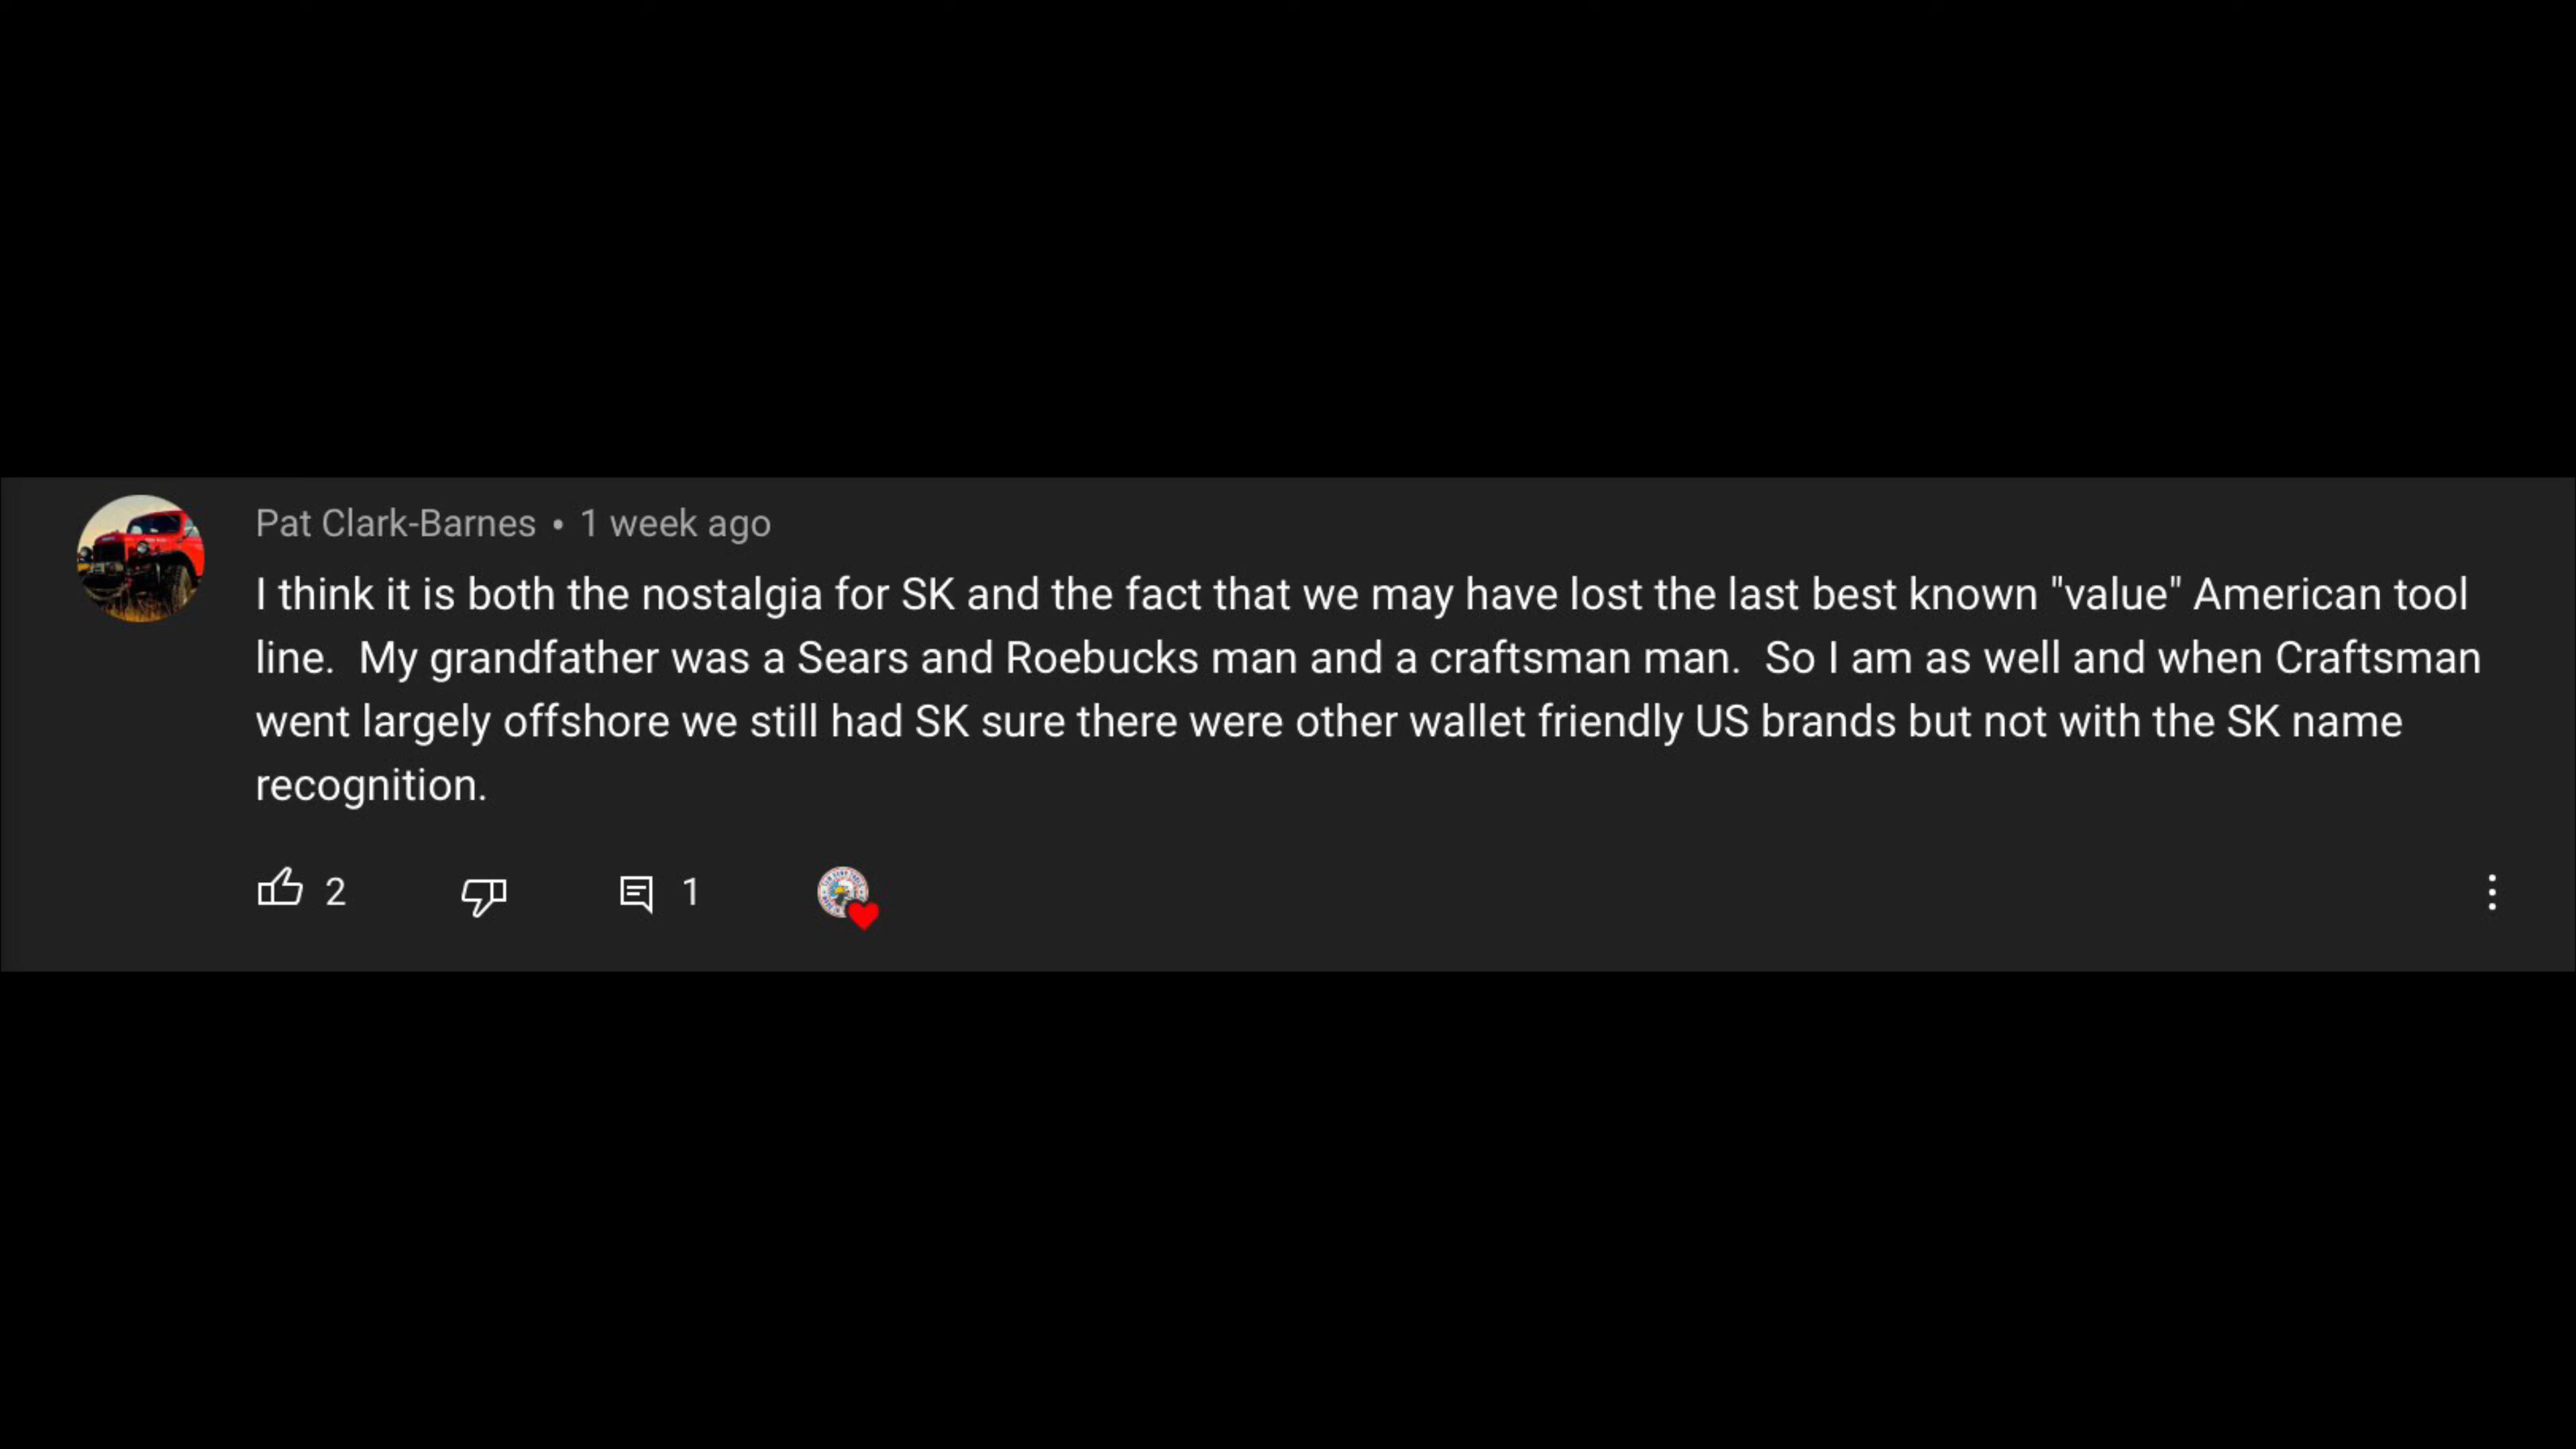 Pat Clark-Barnes • 1 week ago
I think it is both the nostalgia for SK and the fact that we may have lost the last best known "value" American tool
line.  My grandfather was a Sears and Roebucks man and a craftsman man.  So I am as well and when Craftsman
went largely offshore we still had SK sure there were other wallet friendly US brands but not with the SK name
recognition.
2 1